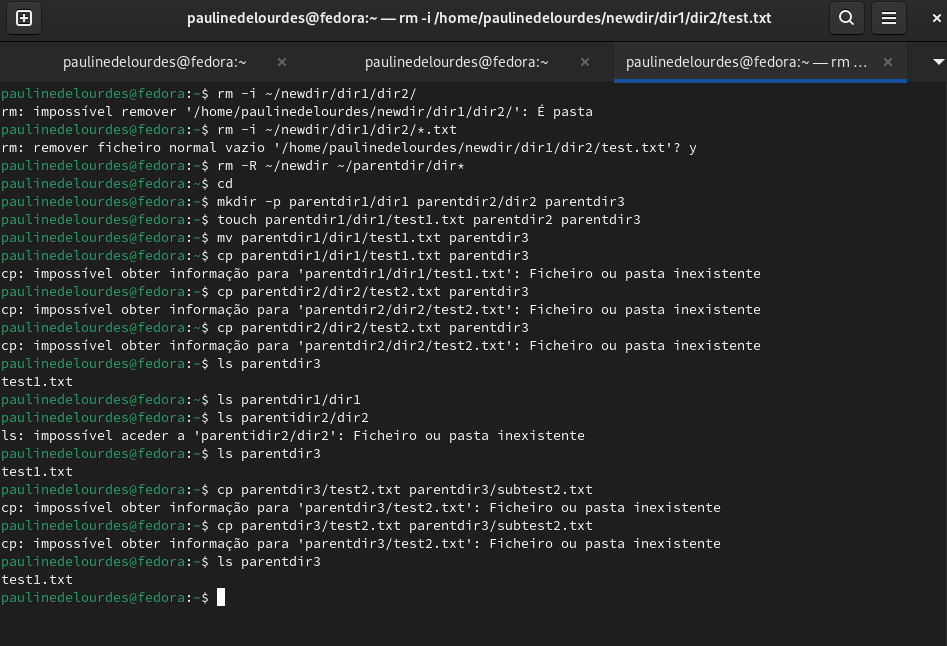 paulinedelourdes@fedora:~ — rm -i /home/paulinedelourdes/newdir/dir1/dir2/test.txt
paulinedelourdes@fedora:~ paulinedelourdes@fedora:~ paulinedelourdes@fedora:~ — rm ...
paulinedelourdes@fedora:~$ rm -i ~/newdir/dir1/dir2/
rm: impossível remover '/home/paulinedelourdes/newdir/dir1/dir2/': É pasta
paulinedelourdes@fedora:~$ rm -i ~/newdir/dir1/dir2/*.txt
rm: remover ficheiro normal vazio '/home/paulinedelourdes/newdir/dir1/dir2/test.txt'? y
paulinedelourdes@fedora:~$ rm -R ~/newdir ~/parentdir/dir*
paulinedelourdes@fedora:~$ cd
paulinedelourdes@fedora:~$ mkdir -p parentdir1/dir1 parentdir2/dir2 parentdir3
paulinedelourdes@fedora:~$ touch parentdir1/dir1/test1.txt parentdir2 parentdir3
paulinedelourdes@fedora:~$ mv parentdir1/dir1/test1.txt parentdir3
paulinedelourdes@fedora:~$ cp parentdir1/dir1/test1.txt parentdir3
cp: impossível obter informação para 'parentdir1/dir1/test1.txt': Ficheiro ou pasta inexistente
paulinedelourdes@fedora:~$ cp parentdir2/dir2/test2.txt parentdir3
cp: impossível obter informação para 'parentdir2/dir2/test2.txt': Ficheiro ou pasta inexistente
paulinedelourdes@fedora:~$ cp parentdir2/dir2/test2.txt parentdir3
cp: impossível obter informação para 'parentdir2/dir2/test2.txt': Ficheiro ou pasta inexistente
paulinedelourdes@fedora:~$ ls parentdir3
test1.txt
paulinedelourdes@fedora:~$ ls parentdir1/dir1
paulinedelourdes@fedora:~$ ls parentidir2/dir2
ls: impossível aceder a 'parentidir2/dir2': Ficheiro ou pasta inexistente
paulinedelourdes@fedora:~$ ls parentdir3
test1.txt
paulinedelourdes@fedora:~$ cp parentdir3/test2.txt parentdir3/subtest2.txt
cp: impossível obter informação para 'parentdir3/test2.txt': Ficheiro ou pasta inexistente
paulinedelourdes@fedora:~$ cp parentdir3/test2.txt parentdir3/subtest2.txt
cp: impossível obter informação para 'parentdir3/test2.txt': Ficheiro ou pasta inexistente
paulinedelourdes@fedora:~$ ls parentdir3
test1.txt
paulinedelourdes@fedora:~$